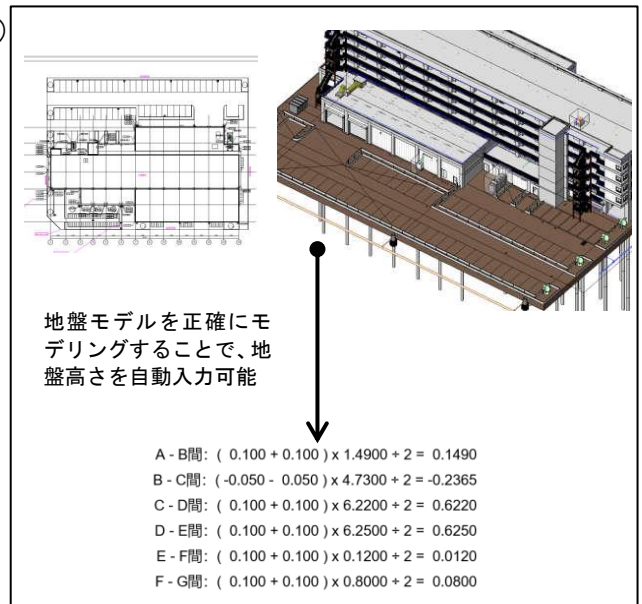 地盤モデルを正確にモ
デリングすることで、地
盤高さを自動入力可能
A - B間: ( 0.100 + 0.100 ) x 1.4900 ÷ 2 = 0.1490
B - C間: ( -0.050 - 0.050 ) x 4.7300 ÷ 2 = -0.2365
C - D間: ( 0.100 + 0.100 ) x 6.2200 ÷ 2 = 0.6220
D - E間: ( 0.100 + 0.100 ) x 6.2500 ÷ 2 = 0.6250
E - F間: ( 0.100 + 0.100 ) x 0.1200 ÷ 2 = 0.0120
F - G間: ( 0.100 + 0.100 ) x 0.8000 ÷ 2 = 0.0800